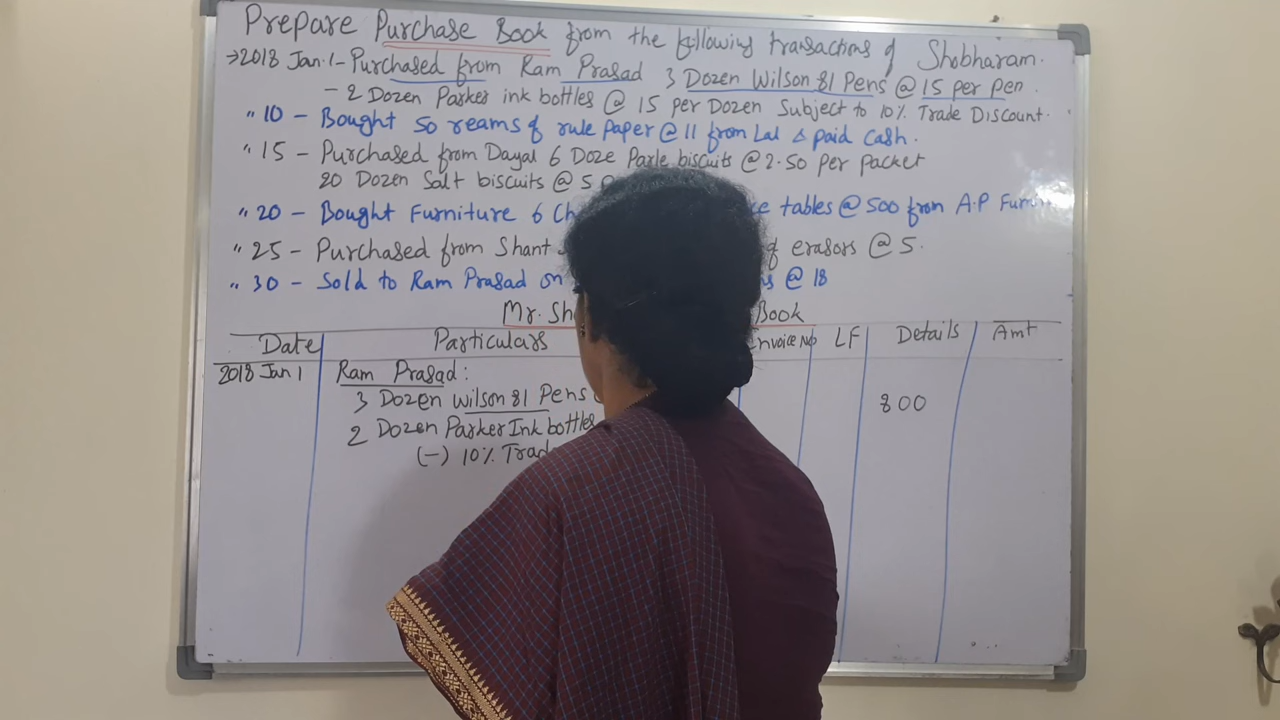 Prepare Purchase Book from the following transactions of Shobharam.
→2018 Jan.1- Purchased from Ram Prasad 3 Dozen Wilson 81 Pens @ 15 per pen.
- 2 Dozen Parker ink bottles @ 15 per Dozen Subject to 10% Trade Discount.
" 10 - Bought 50 reams of rule paper @ 11 from Lal & paid cash.
" 15 - Purchased from Dayal 6 Doze Parle biscuits @ 2.50 per packet
20 Dozen Salt biscuits @ 5
" 20 - Bought Furniture 6 tables @ 500 from A.P
" 25 - Purchased from Shant erasors @ 5.
" 30 - Sold to Ram Prasad on @ 18
Mr. Book
Date Particulars Invoice No LF Details Amt
2018 Jan 1 Ram Prasad:
3 Dozen Wilson 81 Pens 800
2 Dozen Parker Ink bottles
(-) 10%